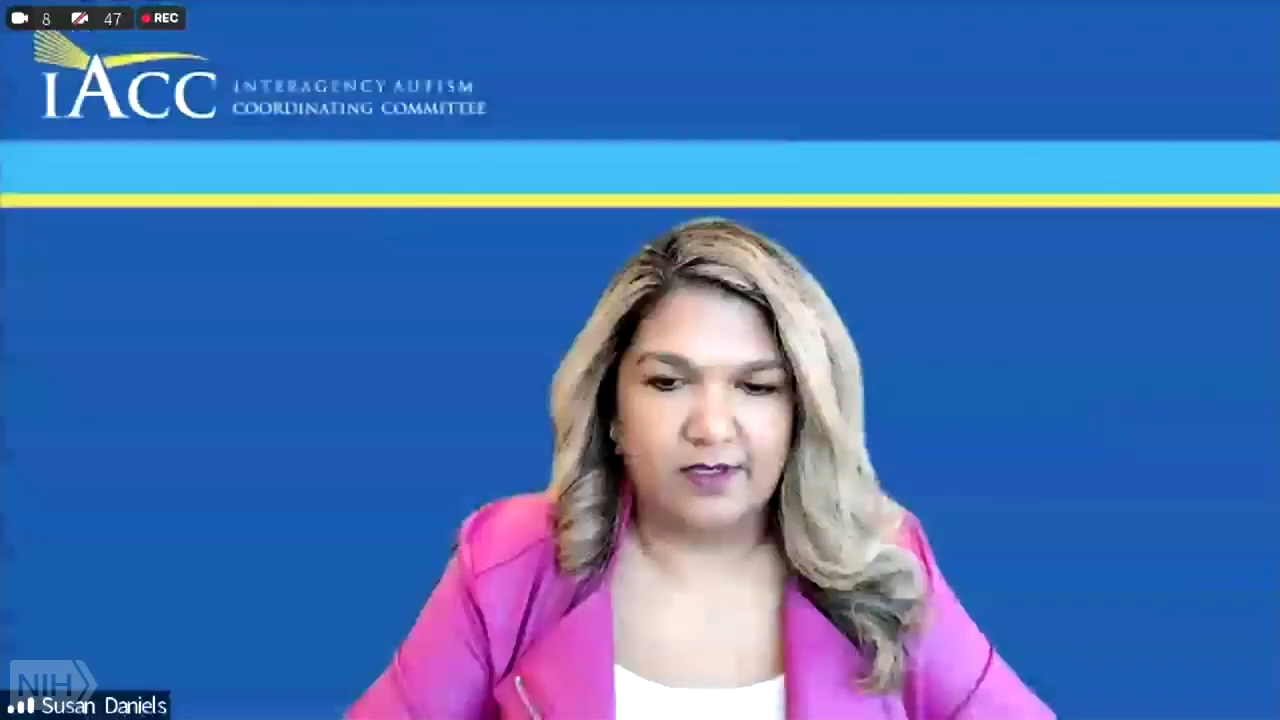 8 47 REC
IACC INTERAGENCY AUTISM
COORDINATING COMMITTEE
NIH
Susan Daniels